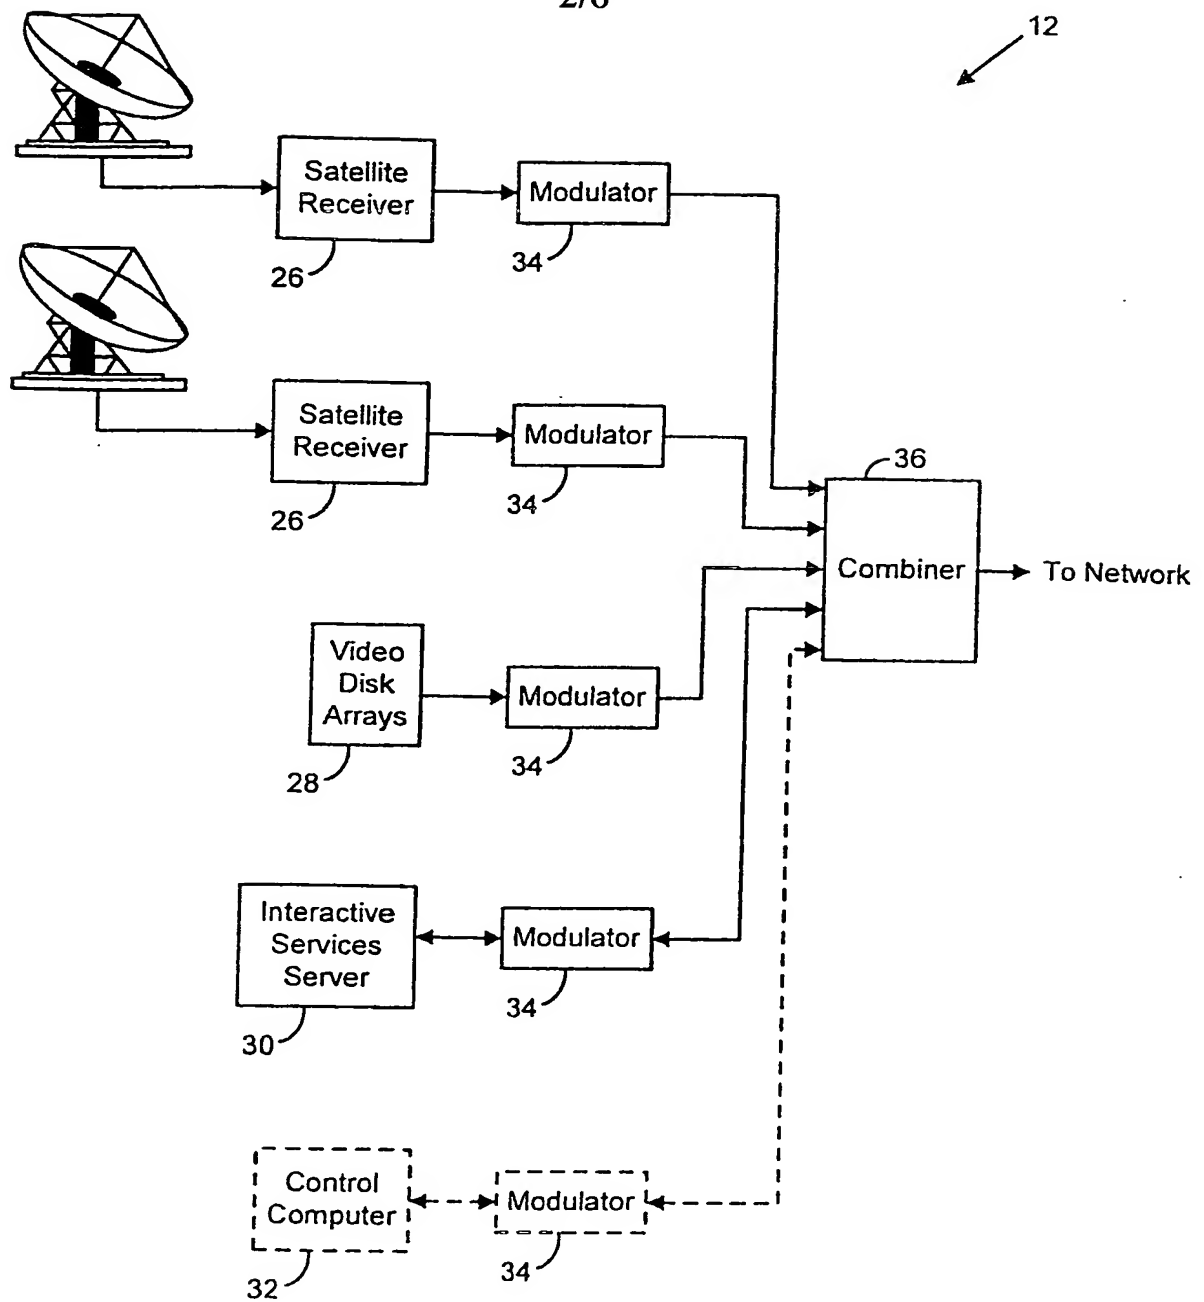 12
Satellite
Receiver
26
Modulator
34
Satellite
Receiver
26
Modulator
34
36
Combiner
To Network
Video
Disk
Arrays
28
Modulator
34
Interactive
Services
Server
30
Modulator
34
Control
Computer
32
Modulator
34